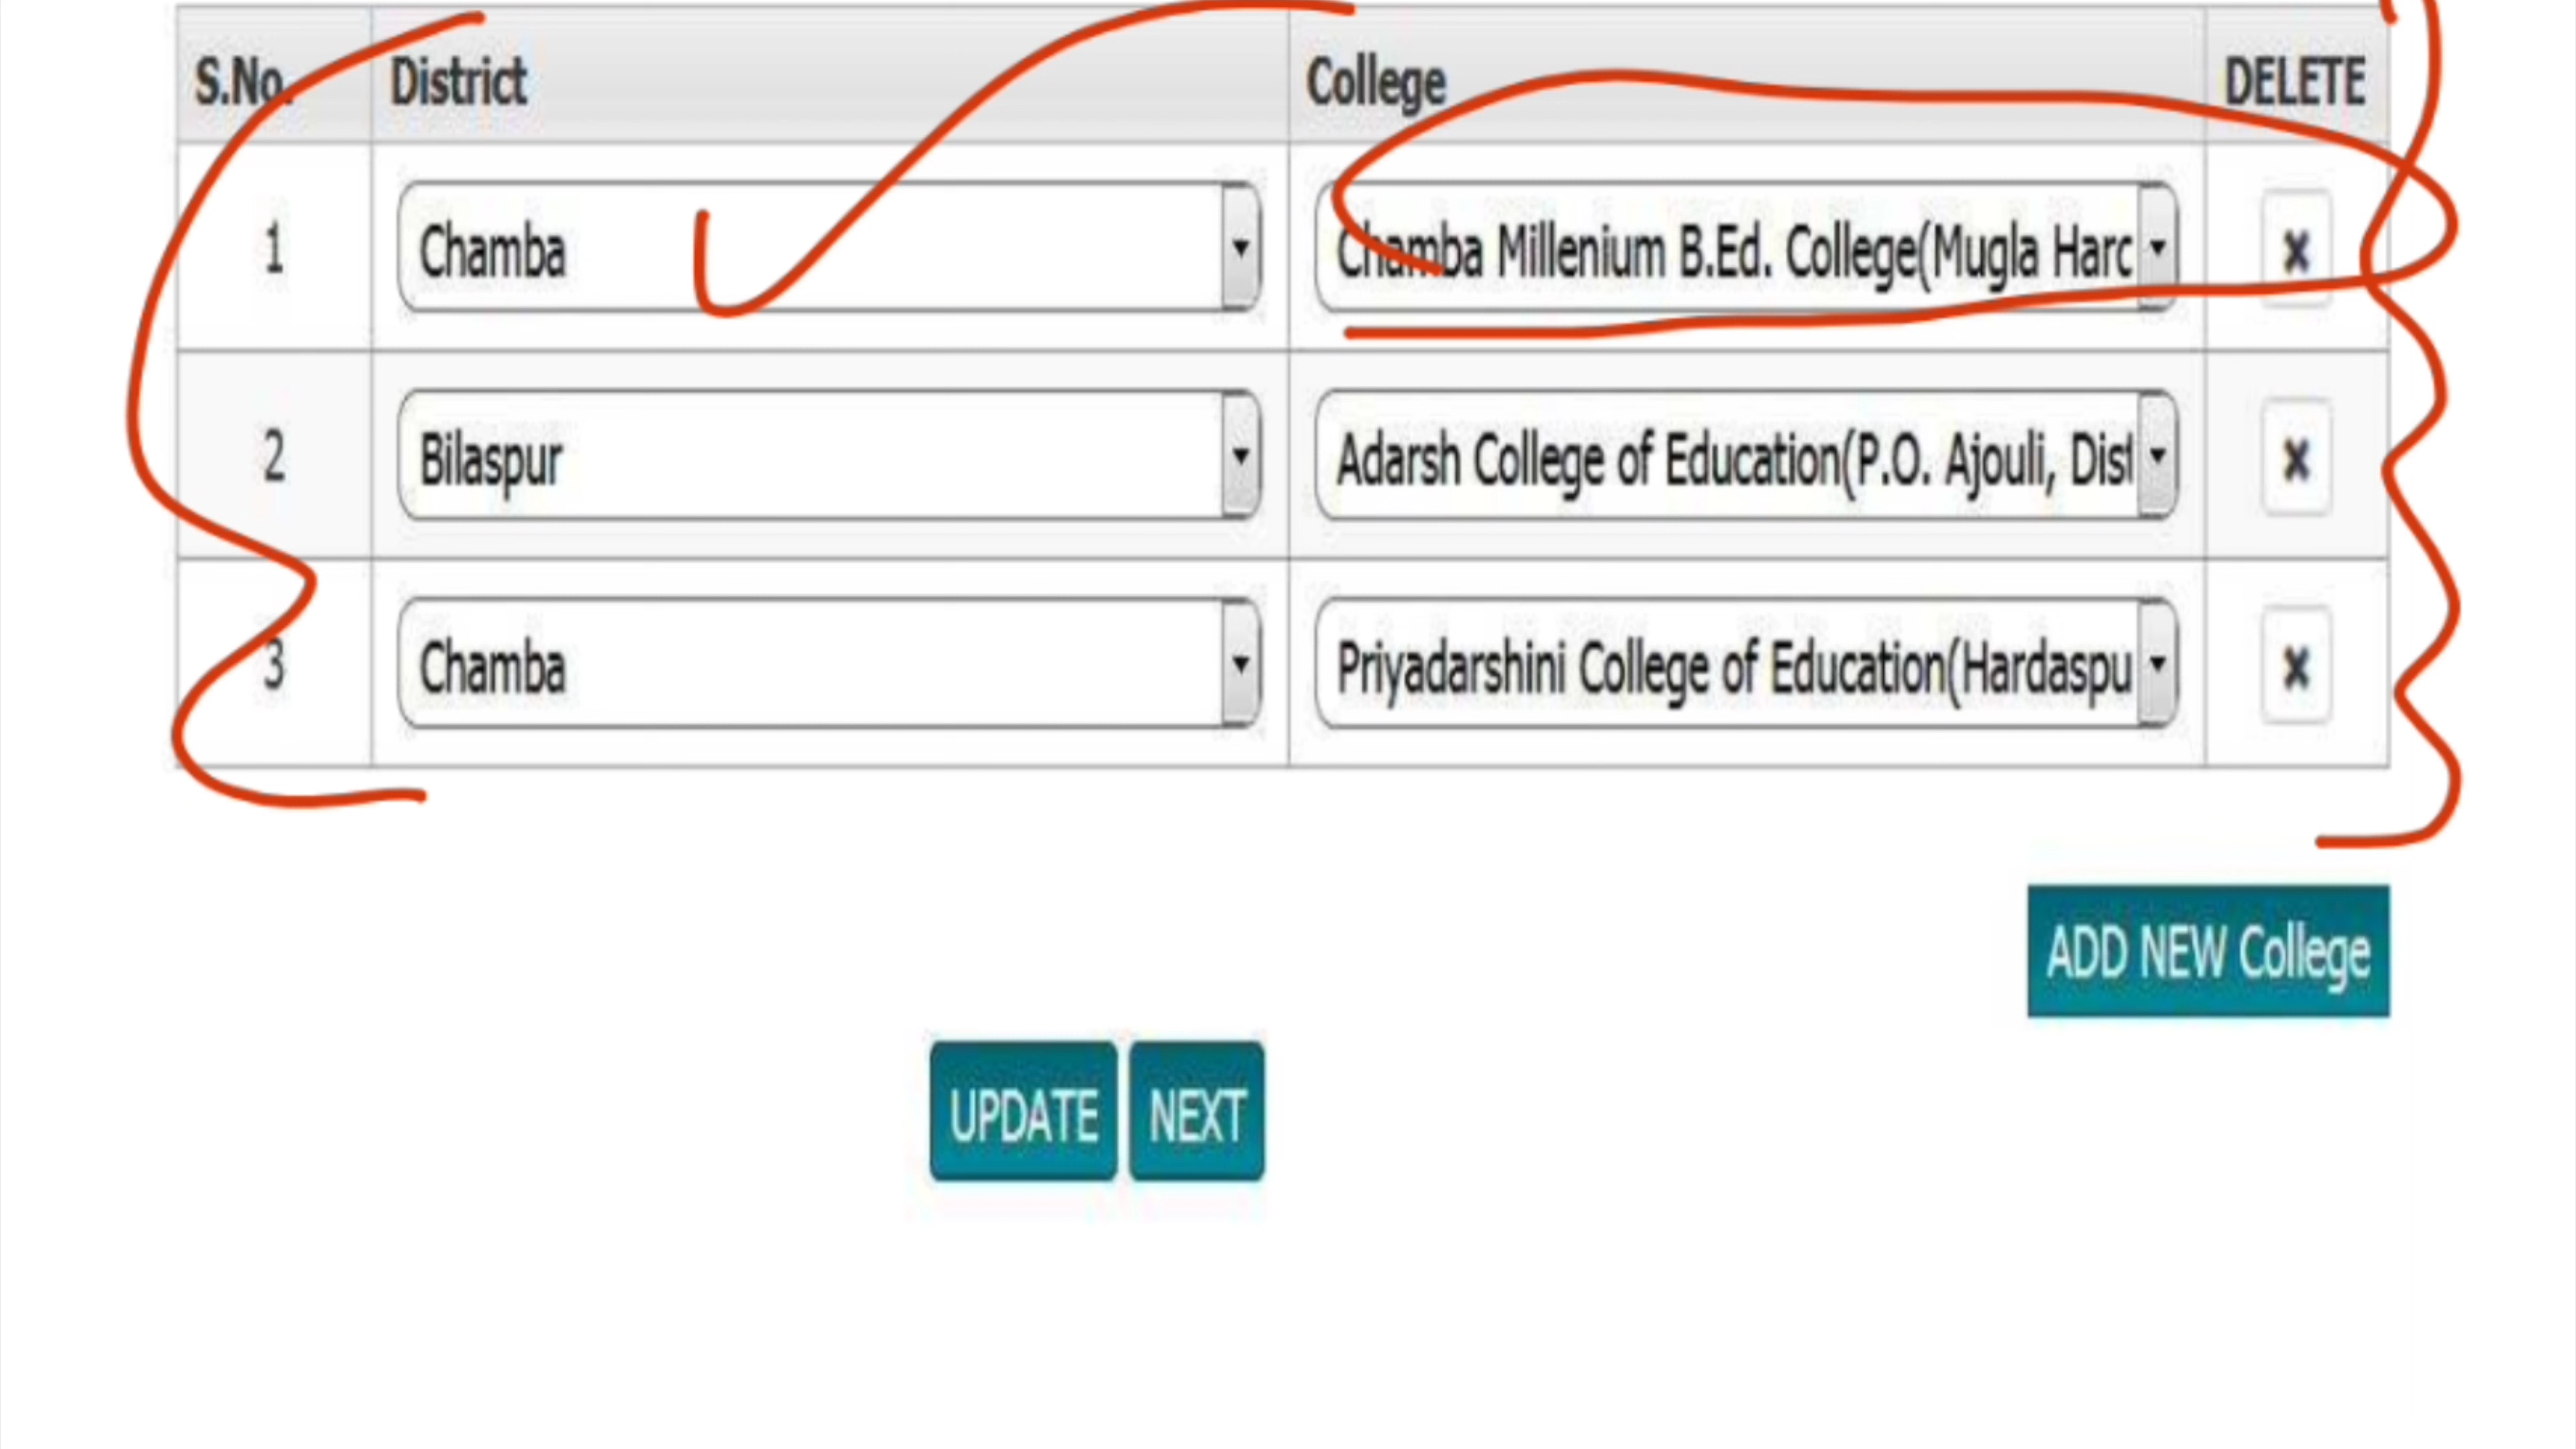 S.No. District College DELETE
1 Chamba Chamba Millenium B.Ed. College(Mugla Harc x
2 Bilaspur Adarsh College of Education(P.O. Ajouli, Dist x
3 Chamba Priyadarshini College of Education(Hardaspu x
ADD NEW College
UPDATE NEXT